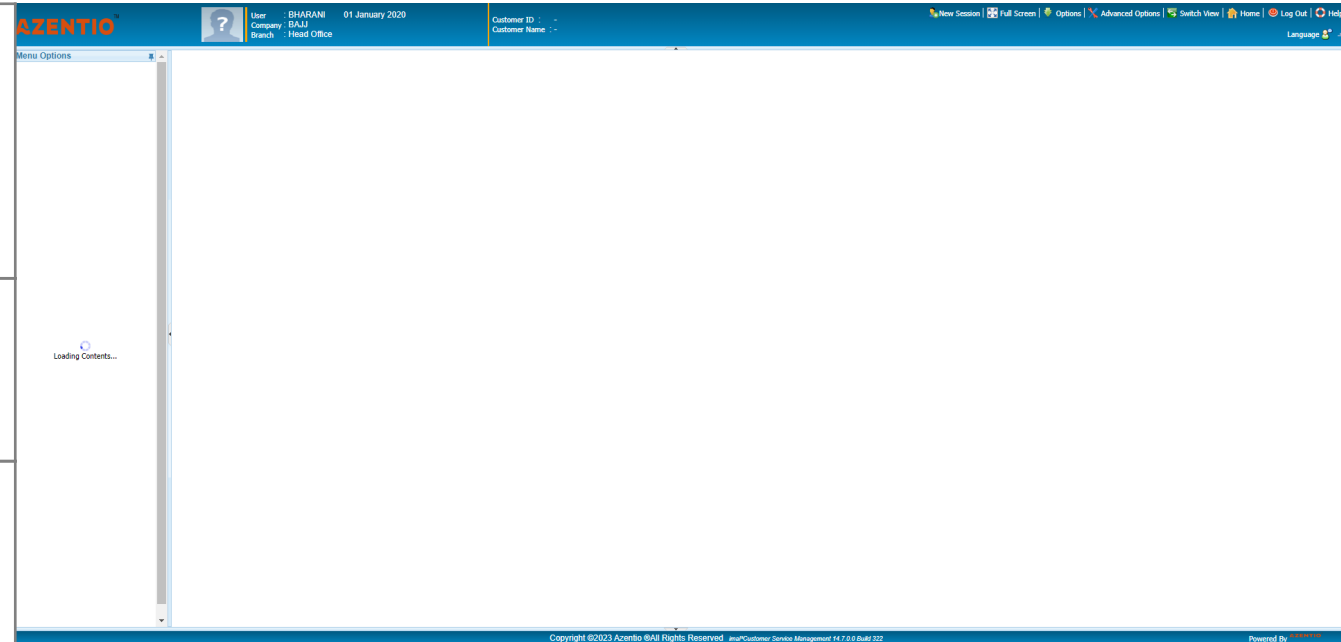 AZENTIO
User : BHARANI 01 January 2020
Company : BAJJ
Branch : Head Office
Customer ID : -
Customer Name : -
New Session | Full Screen | Options | Advanced Options | Switch View | Home | Log Out | Help
Language
Menu Options
Loading Contents...
Copyright ©2023 Azentio ®All Rights Reserved imal®Customer Service Management 14.7.0.0 Build 322
Powered By AZENTIO